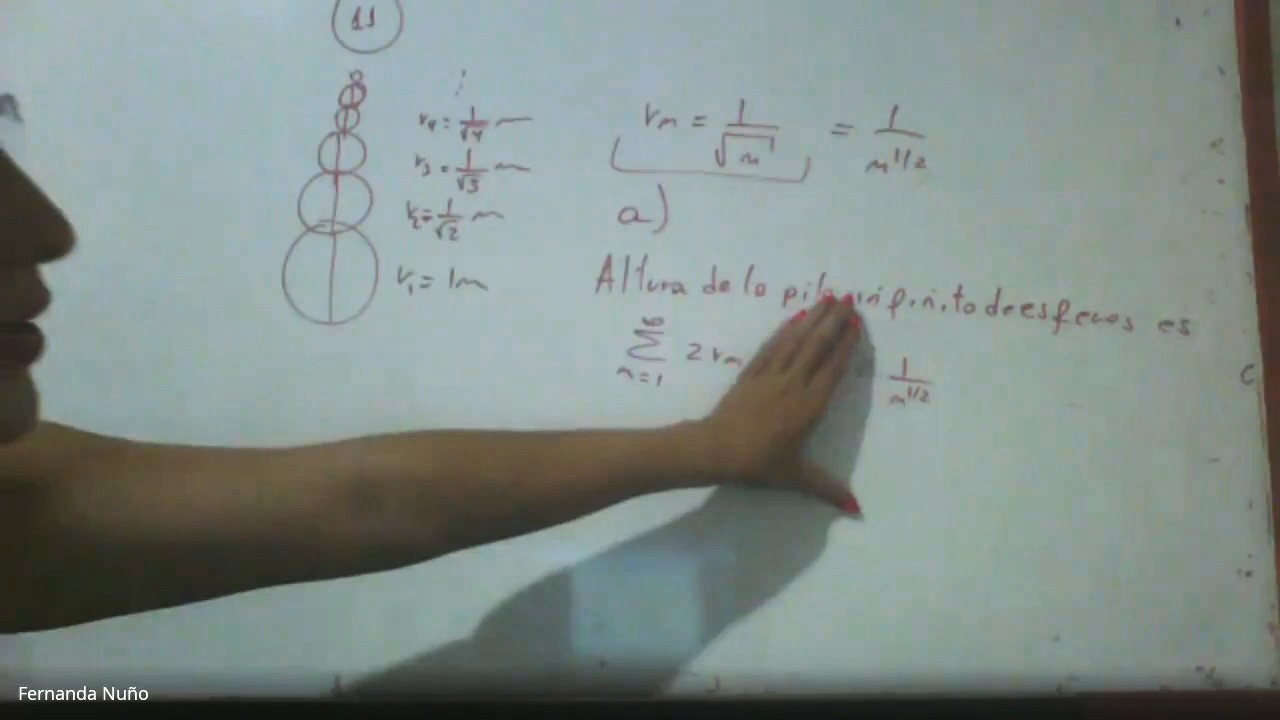 11
r₄ = 1/√4 m
r₃ = 1/√3 m
r₂ = 1/√2 m
r₁ = 1m
rn = 1/√n = 1/n^1/2
a)
Altura de la pila infinita de esferas es
∞ Σ n=1 2rn 1/n^1/2
C
Fernanda Nuño